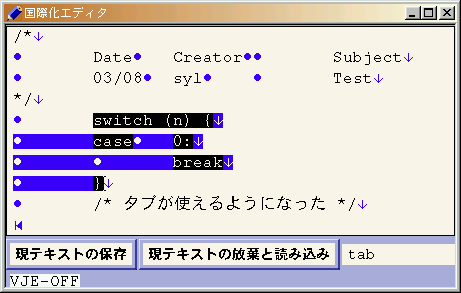 国際化エディタ
/*↓
● Date● Creator●● Subject↓
● 03/08● syl● Test↓
*/↓
● switch (n) {↓
● case● 0:↓
● ● break↓
● }↓
● /* タブが使えるようになった */↓
現テキストの保存 現テキストの放棄と読み込み tab
VJE-OFF